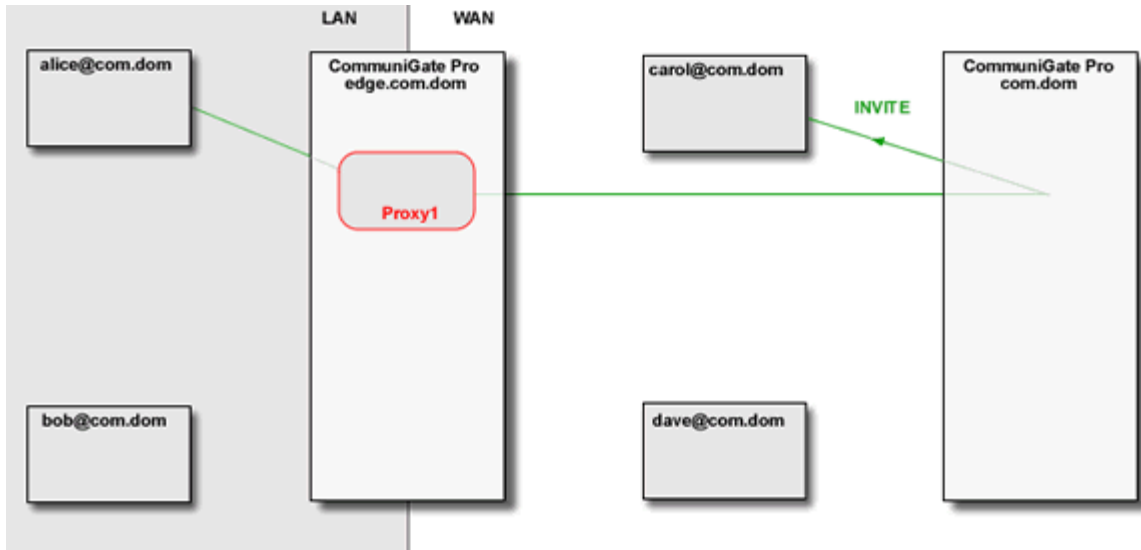 LAN
WAN
alice@com.dom
CommuniGate Pro
edge.com.dom
carol@com.dom
CommuniGate Pro
com.dom
INVITE
Proxy1
bob@com.dom
dave@com.dom